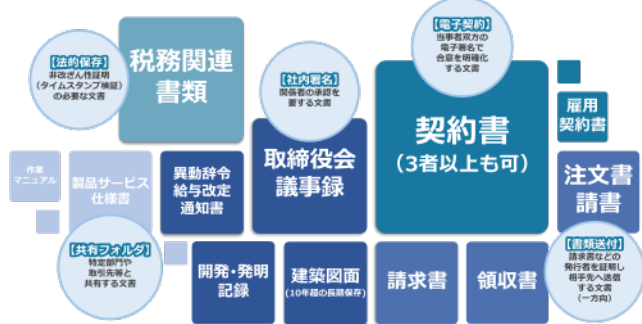 【法的保存】
非改ざん性証明
(タイムスタンプ検証)
の必要な文書
税務関連
書類
【社内署名】
関係者の承認を
要する文書
【電子契約】
当事者双方の
電子署名で
合意を明確化
する文書
契約書
(3者以上も可)
雇用
契約書
作業
マニュアル
製品サービス
仕様書
異動辞令
給与改定
通知書
取締役会
議事録
注文書
請書
【共有フォルダ】
特定部門や
取引先等と
共有する文書
開発・発明
記録
建築図面
(10年超の長期保存)
請求書
領収書
【書類送付】
請求書などの
発行者を証明し
相手先へ送信
する文書
(一方向)